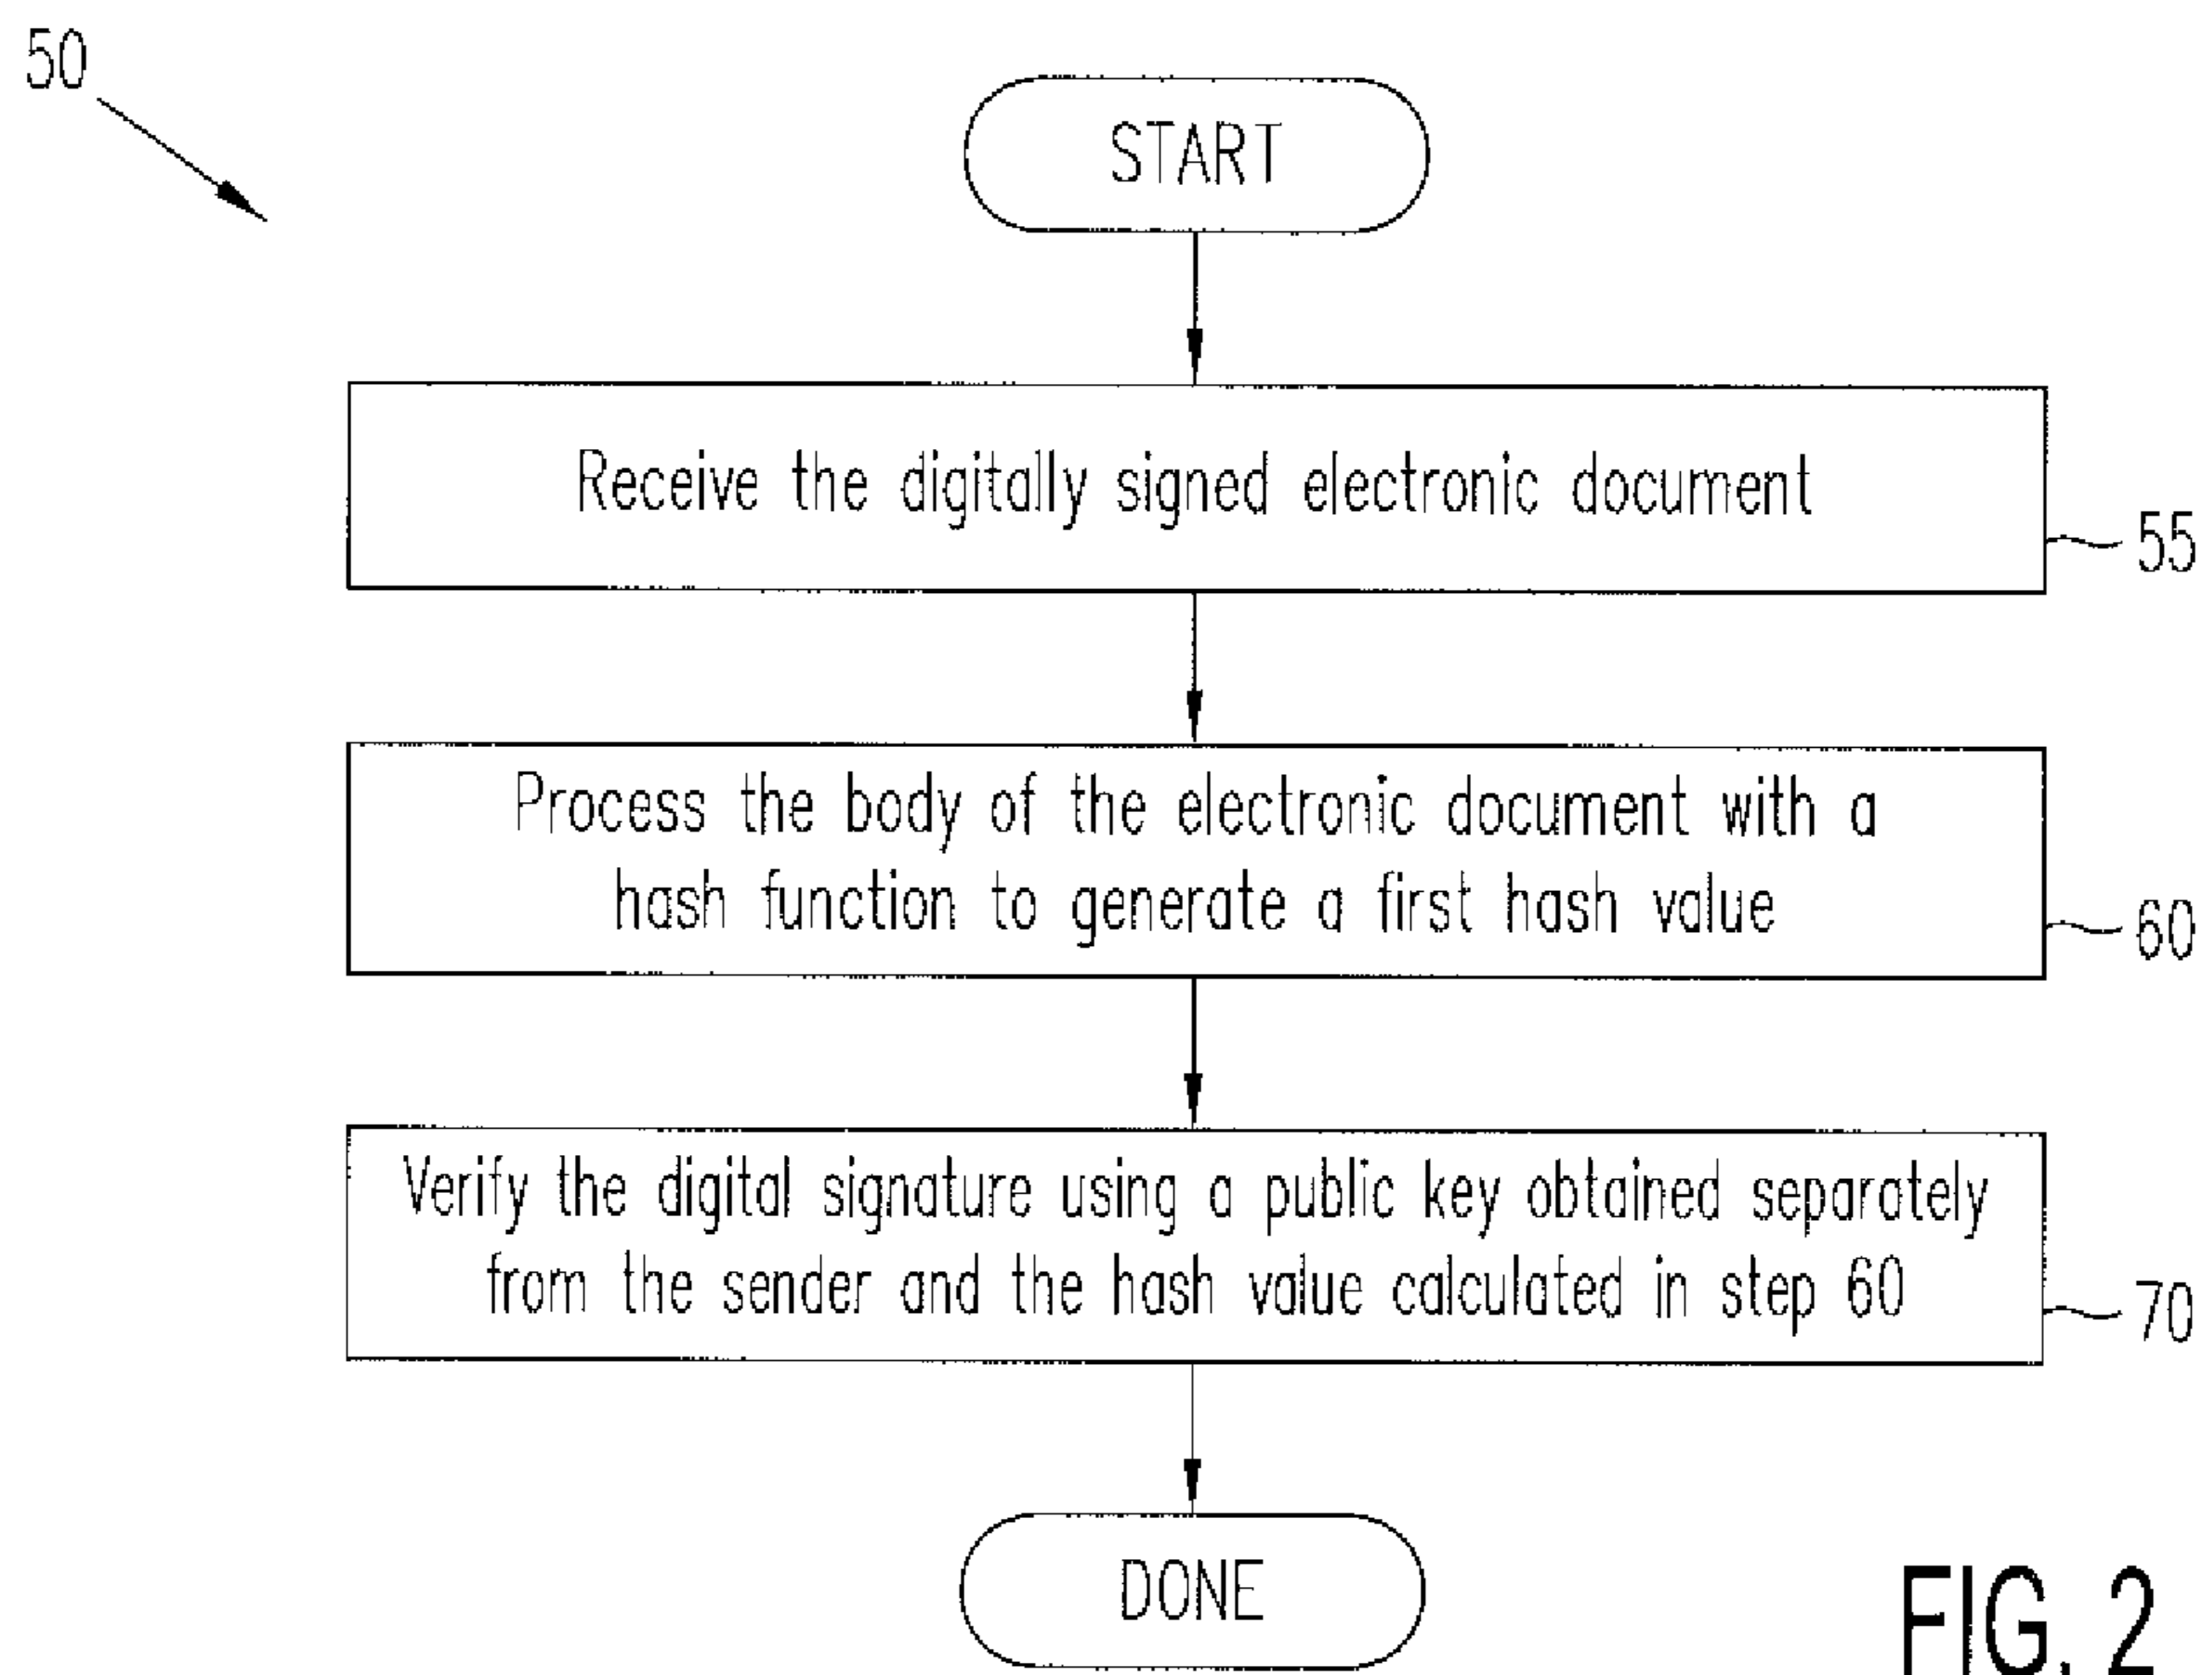 50
START
Receive the digitally signed electronic document
55
Process the body of the electronic document with a
hash function to generate a first hash value
60
Verify the digital signature using a public key obtained separately
from the sender and the hash value calculated in step 60
70
DONE
FIG. 2